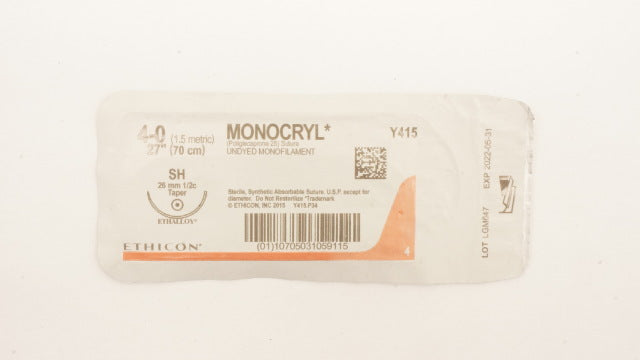 4-0 (1.5 metric)
27" (70 cm)
MONOCRYL*
(Poliglecaprone 25) Suture
UNDYED MONOFILAMENT
Y415
SH
26 mm 1/2c
Taper
ETHALLOY*
Sterile, Synthetic Absorbable Suture, U.S.P. except for
diameter. Do Not Resterilize *Trademark
© ETHICON, INC 2015 Y415.P34
(01)10705031059115
ETHICON*
4
LOT LGM047 EXP 2022-05-31